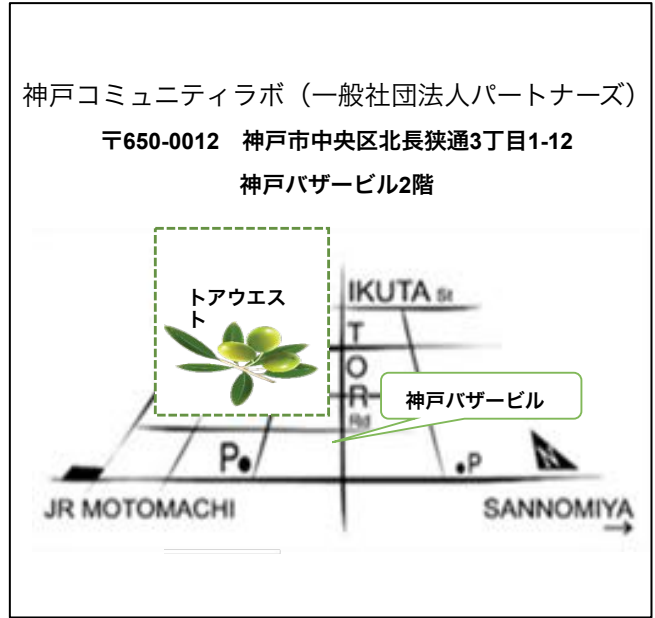 神戸コミュニティラボ（一般社団法人パートナーズ）
〒650-0012　神戸市中央区北長狭通3丁目1-12
神戸バザービル2階
トアウエス
ト
IKUTA St
T
O
R
Rd
神戸バザービル
P
P
N
JR MOTOMACHI
SANNOMIYA
→